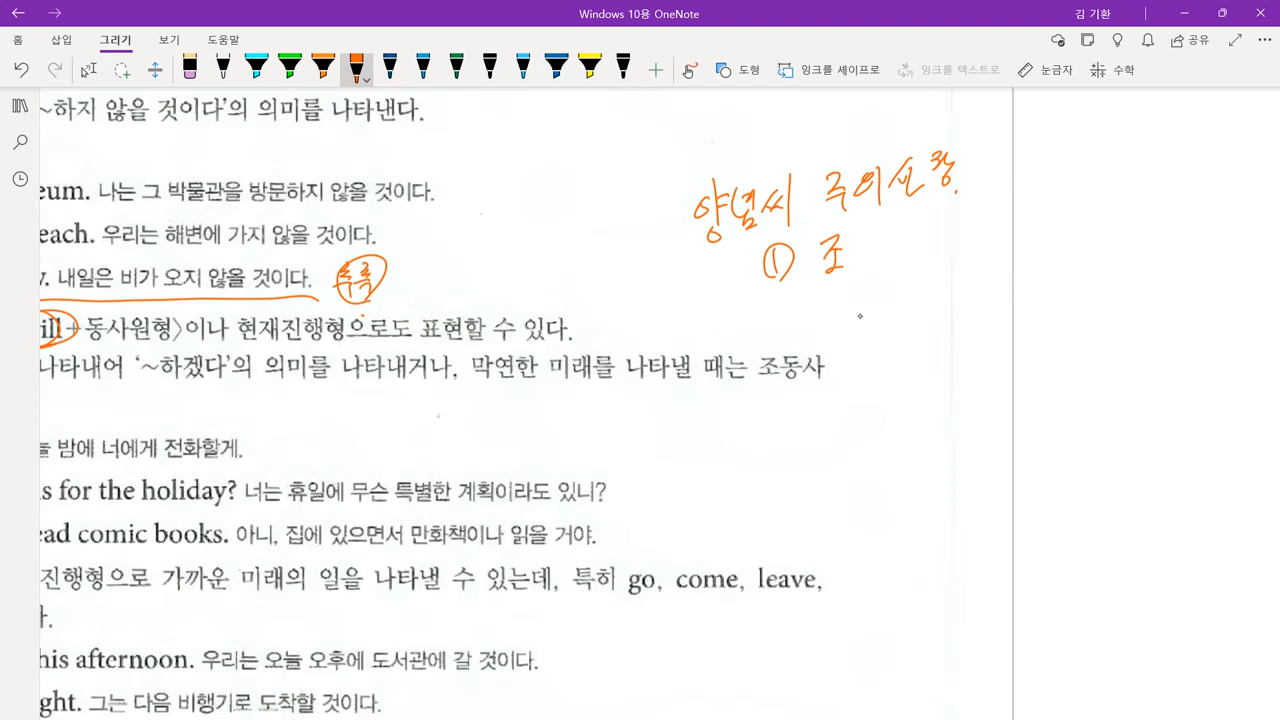 Windows 10용 OneNote
김 기환
홈 삽입 그리기 보기 도움말
공유
도형 잉크를 셰이프로 잉크를 텍스트로 눈금자 수학
~하지 않을 것이다’의 의미를 나타낸다.
eum. 나는 그 박물관을 방문하지 않을 것이다.
each. 우리는 해변에 가지 않을 것이다.
v. 내일은 비가 오지 않을 것이다. 추측
ill+동사원형〉이나 현재진행형으로도 표현할 수 있다.
나타내어 ‘~하겠다’의 의미를 나타내거나, 막연한 미래를 나타낼 때는 조동사
늘 밤에 너에게 전화할게.
ıs for the holiday? 너는 휴일에 무슨 특별한 계획이라도 있니?
ead comic books. 아니, 집에 있으면서 만화책이나 읽을 거야.
진행형으로 가까운 미래의 일을 나타낼 수 있는데, 특히 go, come, leave,
다.
his afternoon. 우리는 오늘 오후에 도서관에 갈 것이다.
ght. 그는 다음 비행기로 도착할 것이다.
양념씨 주의사항.
① 조